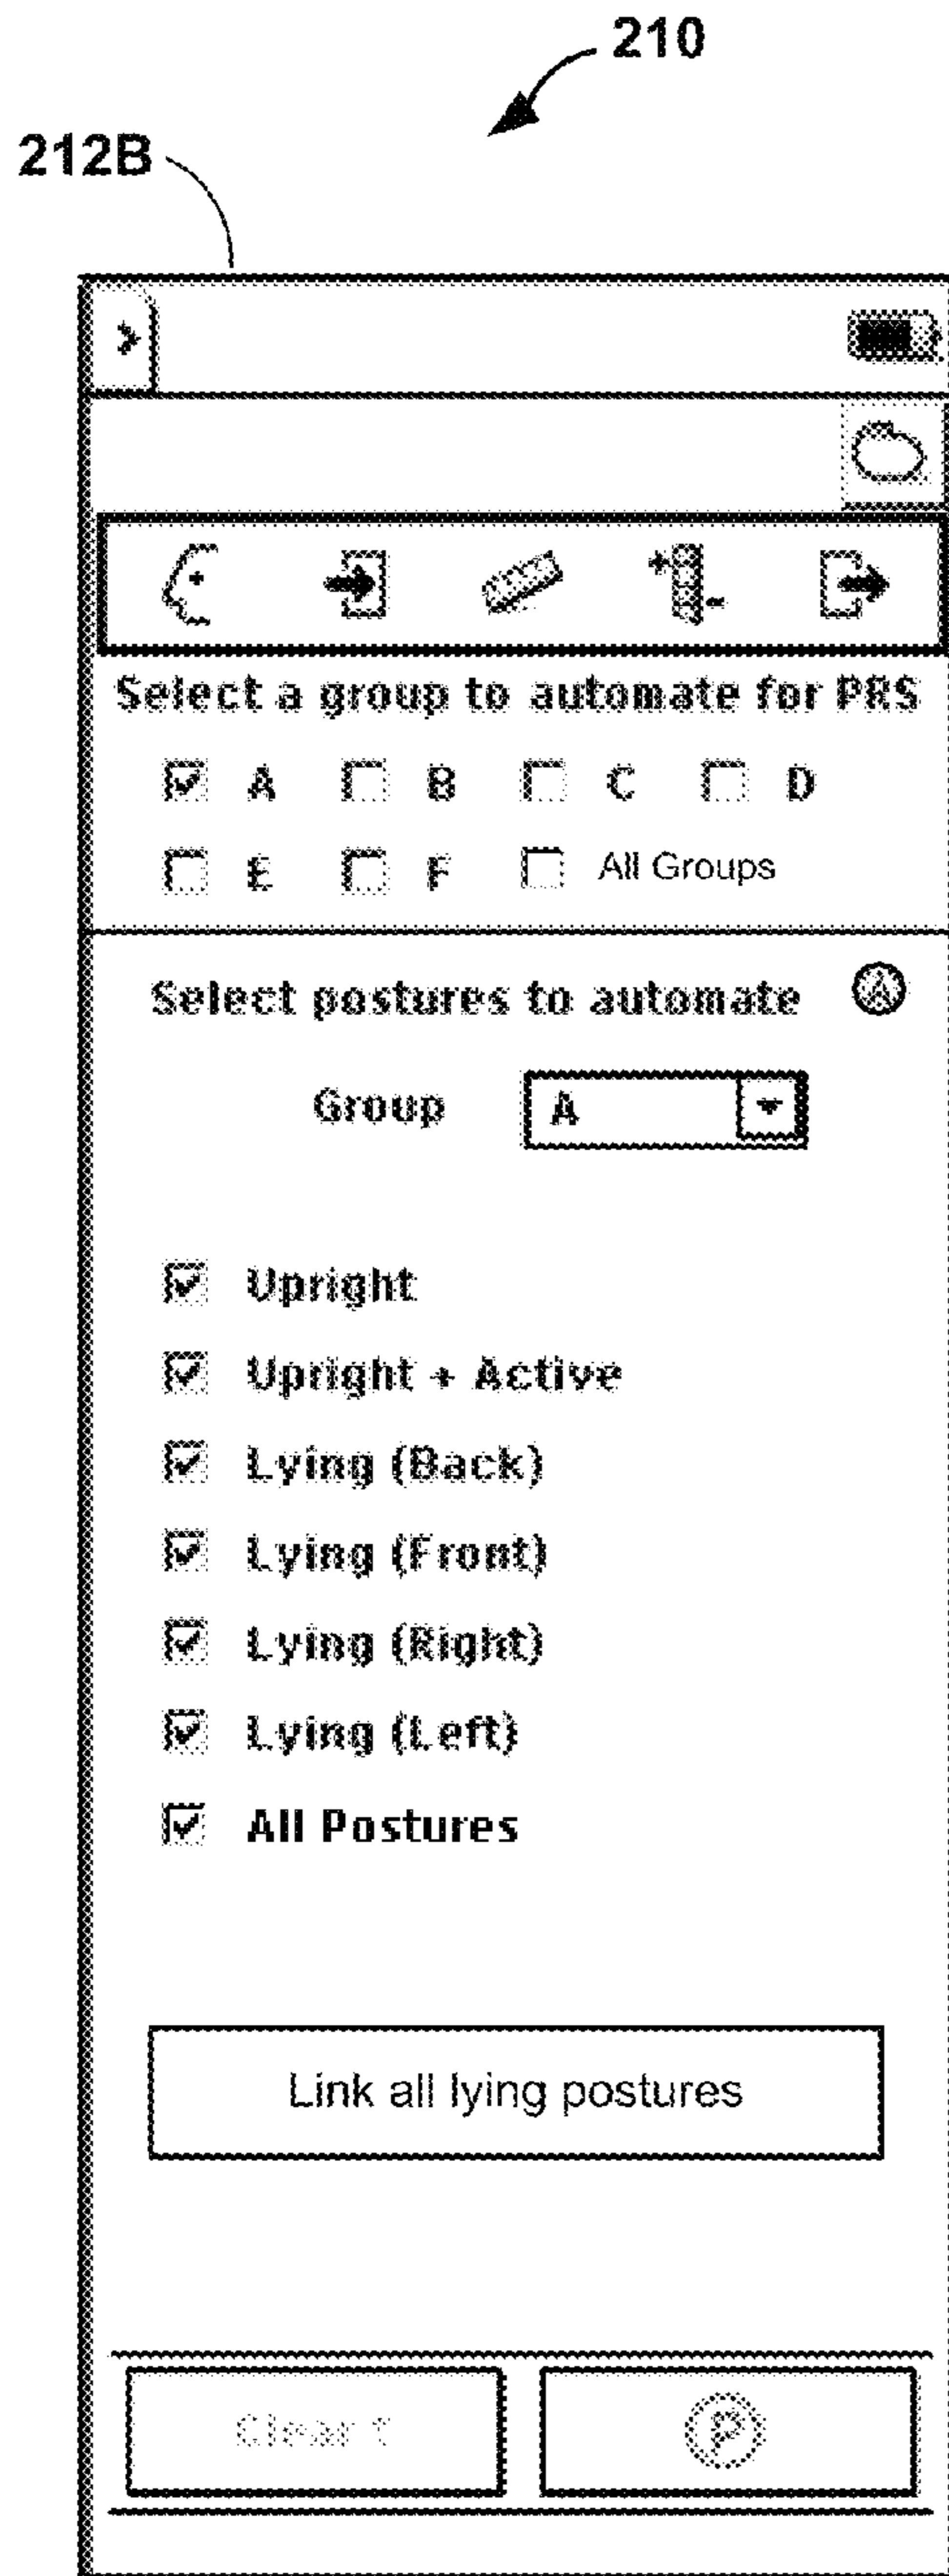 210
212B
Select a group to automate for PRS
A B C D
E F All Groups
Select postures to automate A
Group A
Upright
Upright + Active
Lying (Back)
Lying (Front)
Lying (Right)
Lying (Left)
All Postures
Link all lying postures
Clear P